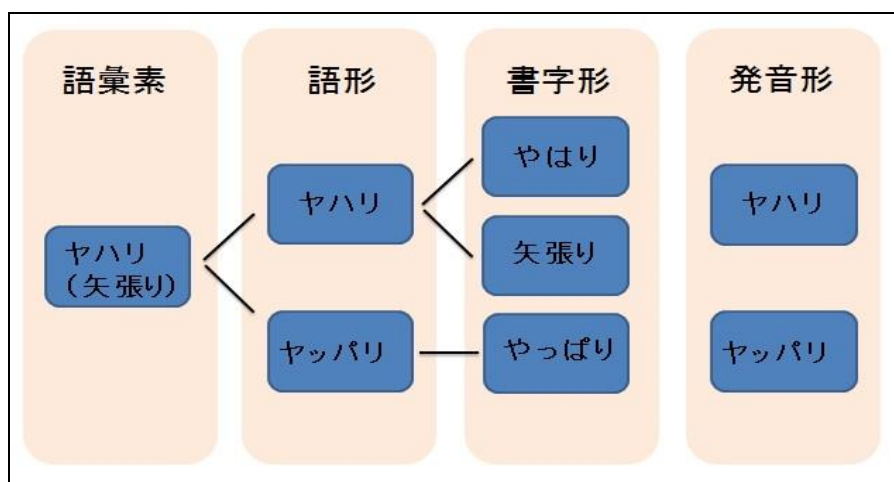 語彙素
語形
書字形
発音形
ヤハリ
（矢張り）
ヤハリ
ヤッパリ
やはり
矢張り
やっぱり
ヤハリ
ヤッパリ